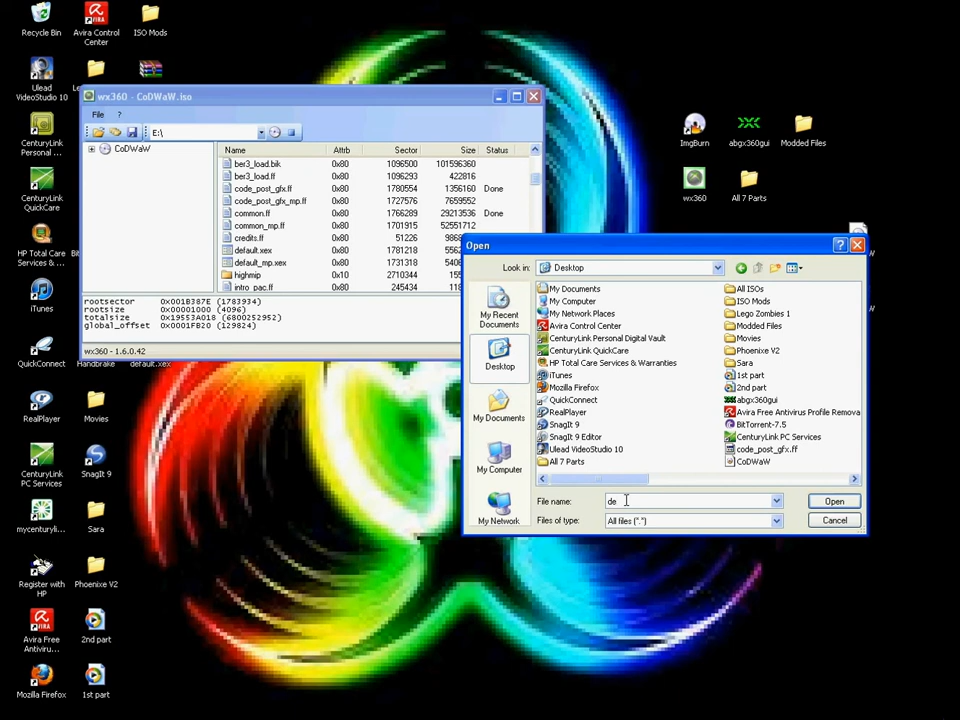 Recycle Bin
Avira Control
Center
ISO Mods
Ulead
VideoStudio 10
CenturyLink
Personal ...
CenturyLink
QuickCare
HP Total Care
Services & ...
iTunes
QuickConnect
Handbrake
default.xex
RealPlayer
Movies
CenturyLink
PC Services
SnagIt 9
mycenturyli...
Sara
Register with
HP
Phoenixe V2
Avira Free
Antiviru...
2nd part
Mozilla Firefox
1st part
ImgBurn
abgx360gui
Modded Files
wx360
All 7 Parts
wx360 - CoDWaW.iso
File ?
E:\
CoDWaW
Name Attrb Sector Size Status
ber3_load.bik 0x80 1096500 101596360
ber3_load.ff 0x80 1096293 422816
code_post_gfx.ff 0x80 1780554 1356160 Done
code_post_gfx_mp.ff 0x80 1727576 7659552
common.ff 0x80 1766289 29213536 Done
common_mp.ff 0x80 1701915 52551712
credits.ff 0x80 51226
default.xex 0x80 1781218
default_mp.xex 0x80 1731318
highmip 0x10 2710344
intro_pac.ff 0x80 245434
rootsector 0x001B387E (1783934)
rootsize 0x00001000 (4096)
totalsize 0x19553A018 (6800252952)
global_offset 0x0001FB20 (129824)
wx360 - 1.6.0.42
Open
Look in: Desktop
My Recent
Documents
Desktop
My Documents
My Computer
My Network
My Documents
My Computer
My Network Places
Avira Control Center
CenturyLink Personal Digital Vault
CenturyLink QuickCare
HP Total Care Services & Warranties
iTunes
Mozilla Firefox
QuickConnect
RealPlayer
SnagIt 9
SnagIt 9 Editor
Ulead VideoStudio 10
All 7 Parts
All ISOs
ISO Mods
Lego Zombies 1
Modded Files
Movies
Phoenixe V2
Sara
1st part
2nd part
abgx360gui
Avira Free Antivirus Profile Remova
BitTorrent-7.5
CenturyLink PC Services
code_post_gfx.ff
CoDWaW
File name: de
Open
Files of type: All files (*.*)
Cancel